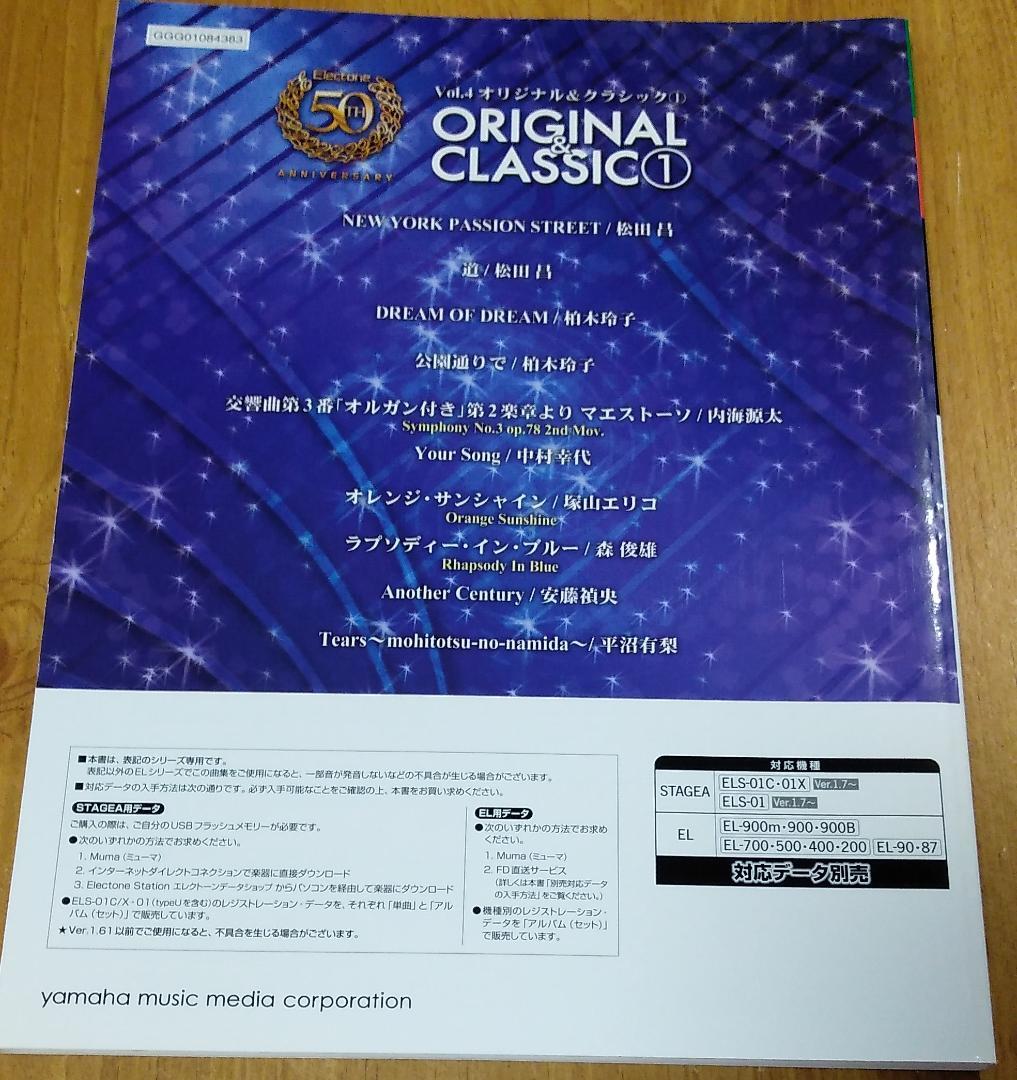 GGG01084383
Electone
50TH
ANNIVERSARY
Vol.4 オリジナル&クラシック①
ORIGINAL
&
CLASSIC①
NEW YORK PASSION STREET / 松田 昌
道 / 松田 昌
DREAM OF DREAM / 柏木玲子
公園通りで / 柏木玲子
交響曲第3番「オルガン付き」第2楽章より マエストーソ / 内海源太
Symphony No.3 op.78 2nd Mov.
Your Song / 中村幸代
オレンジ・サンシャイン / 塚山エリコ
Orange Sunshine
ラプソディー・イン・ブルー / 森 俊雄
Rhapsody In Blue
Another Century / 安藤禎央
Tears〜mohitotsu-no-namida〜/ 平沼有梨
■本書は、表記のシリーズ専用です。
表記以外のELシリーズでこの曲集をご使用になると、一部音が発音しないなどの不具合が生じる場合がございます。
■対応データの入手方法は次の通りです。必ず入手可能なことをご確認の上、本書をお買い求めください。
STAGEA用データ
ご購入の際は、ご自分のUSBフラッシュメモリーが必要です。
●次のいずれかの方法でお求めください。
1. Muma（ミューマ）
2. インターネットダイレクトコネクションで楽器に直接ダウンロード
3. Electone Station エレクトーンデータショップ からパソコンを経由して楽器にダウンロード
●ELS-01C/X・01(typeUを含む)のレジストレーション・データを、それぞれ「単曲」と「アル
バム（セット）」で販売しています。
★Ver.1.61以前でご使用になると、不具合を生じる場合がございます。
EL用データ
●次のいずれかの方法でお求め
ください。
1. Muma（ミューマ）
2. FD直送サービス
（詳しくは本書「別売対応データ
の入手方法」をご覧ください。）
●機種別のレジストレーション・
データを「アルバム（セット）」
で販売しています。
対応機種
STAGEA
ELS-01C・01X Ver.1.7〜
ELS-01 Ver.1.7〜
EL
EL-900m・900・900B
EL-700・500・400・200 EL-90・87
対応データ別売
yamaha music media corporation